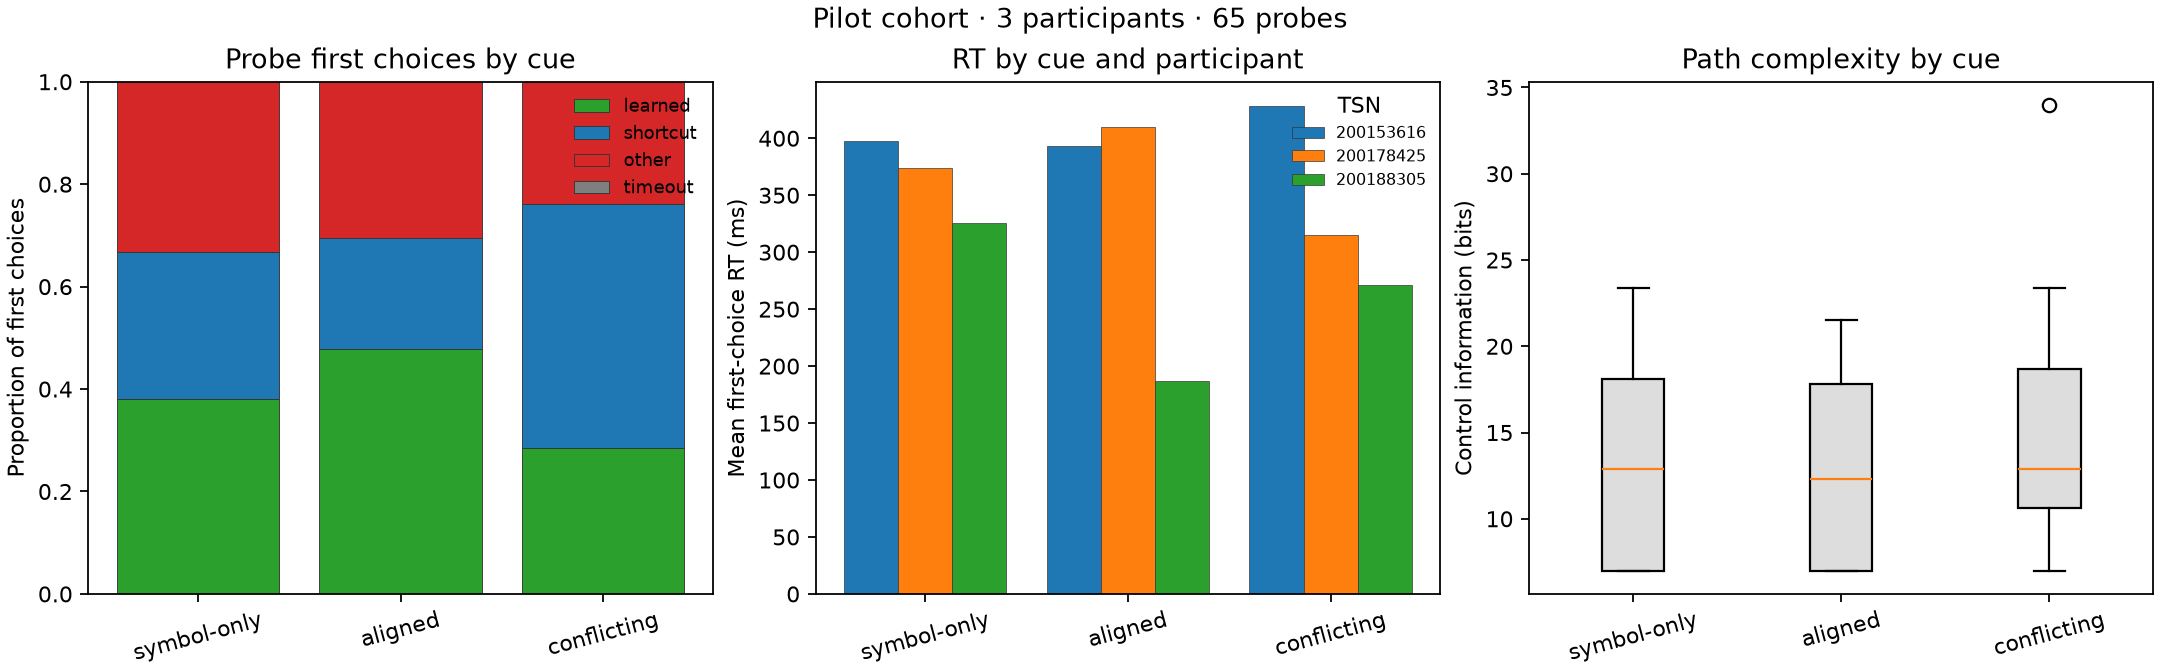 Pilot cohort · 3 participants · 65 probes
Probe first choices by cue
Proportion of first choices
1.0
0.8
0.6
0.4
0.2
0.0
learned
shortcut
other
timeout
symbol-only
aligned
conflicting
RT by cue and participant
Mean first-choice RT (ms)
400
350
300
250
200
150
100
50
0
TSN
200153616
200178425
200188305
symbol-only
aligned
conflicting
Path complexity by cue
Control information (bits)
35
30
25
20
15
10
symbol-only
aligned
conflicting